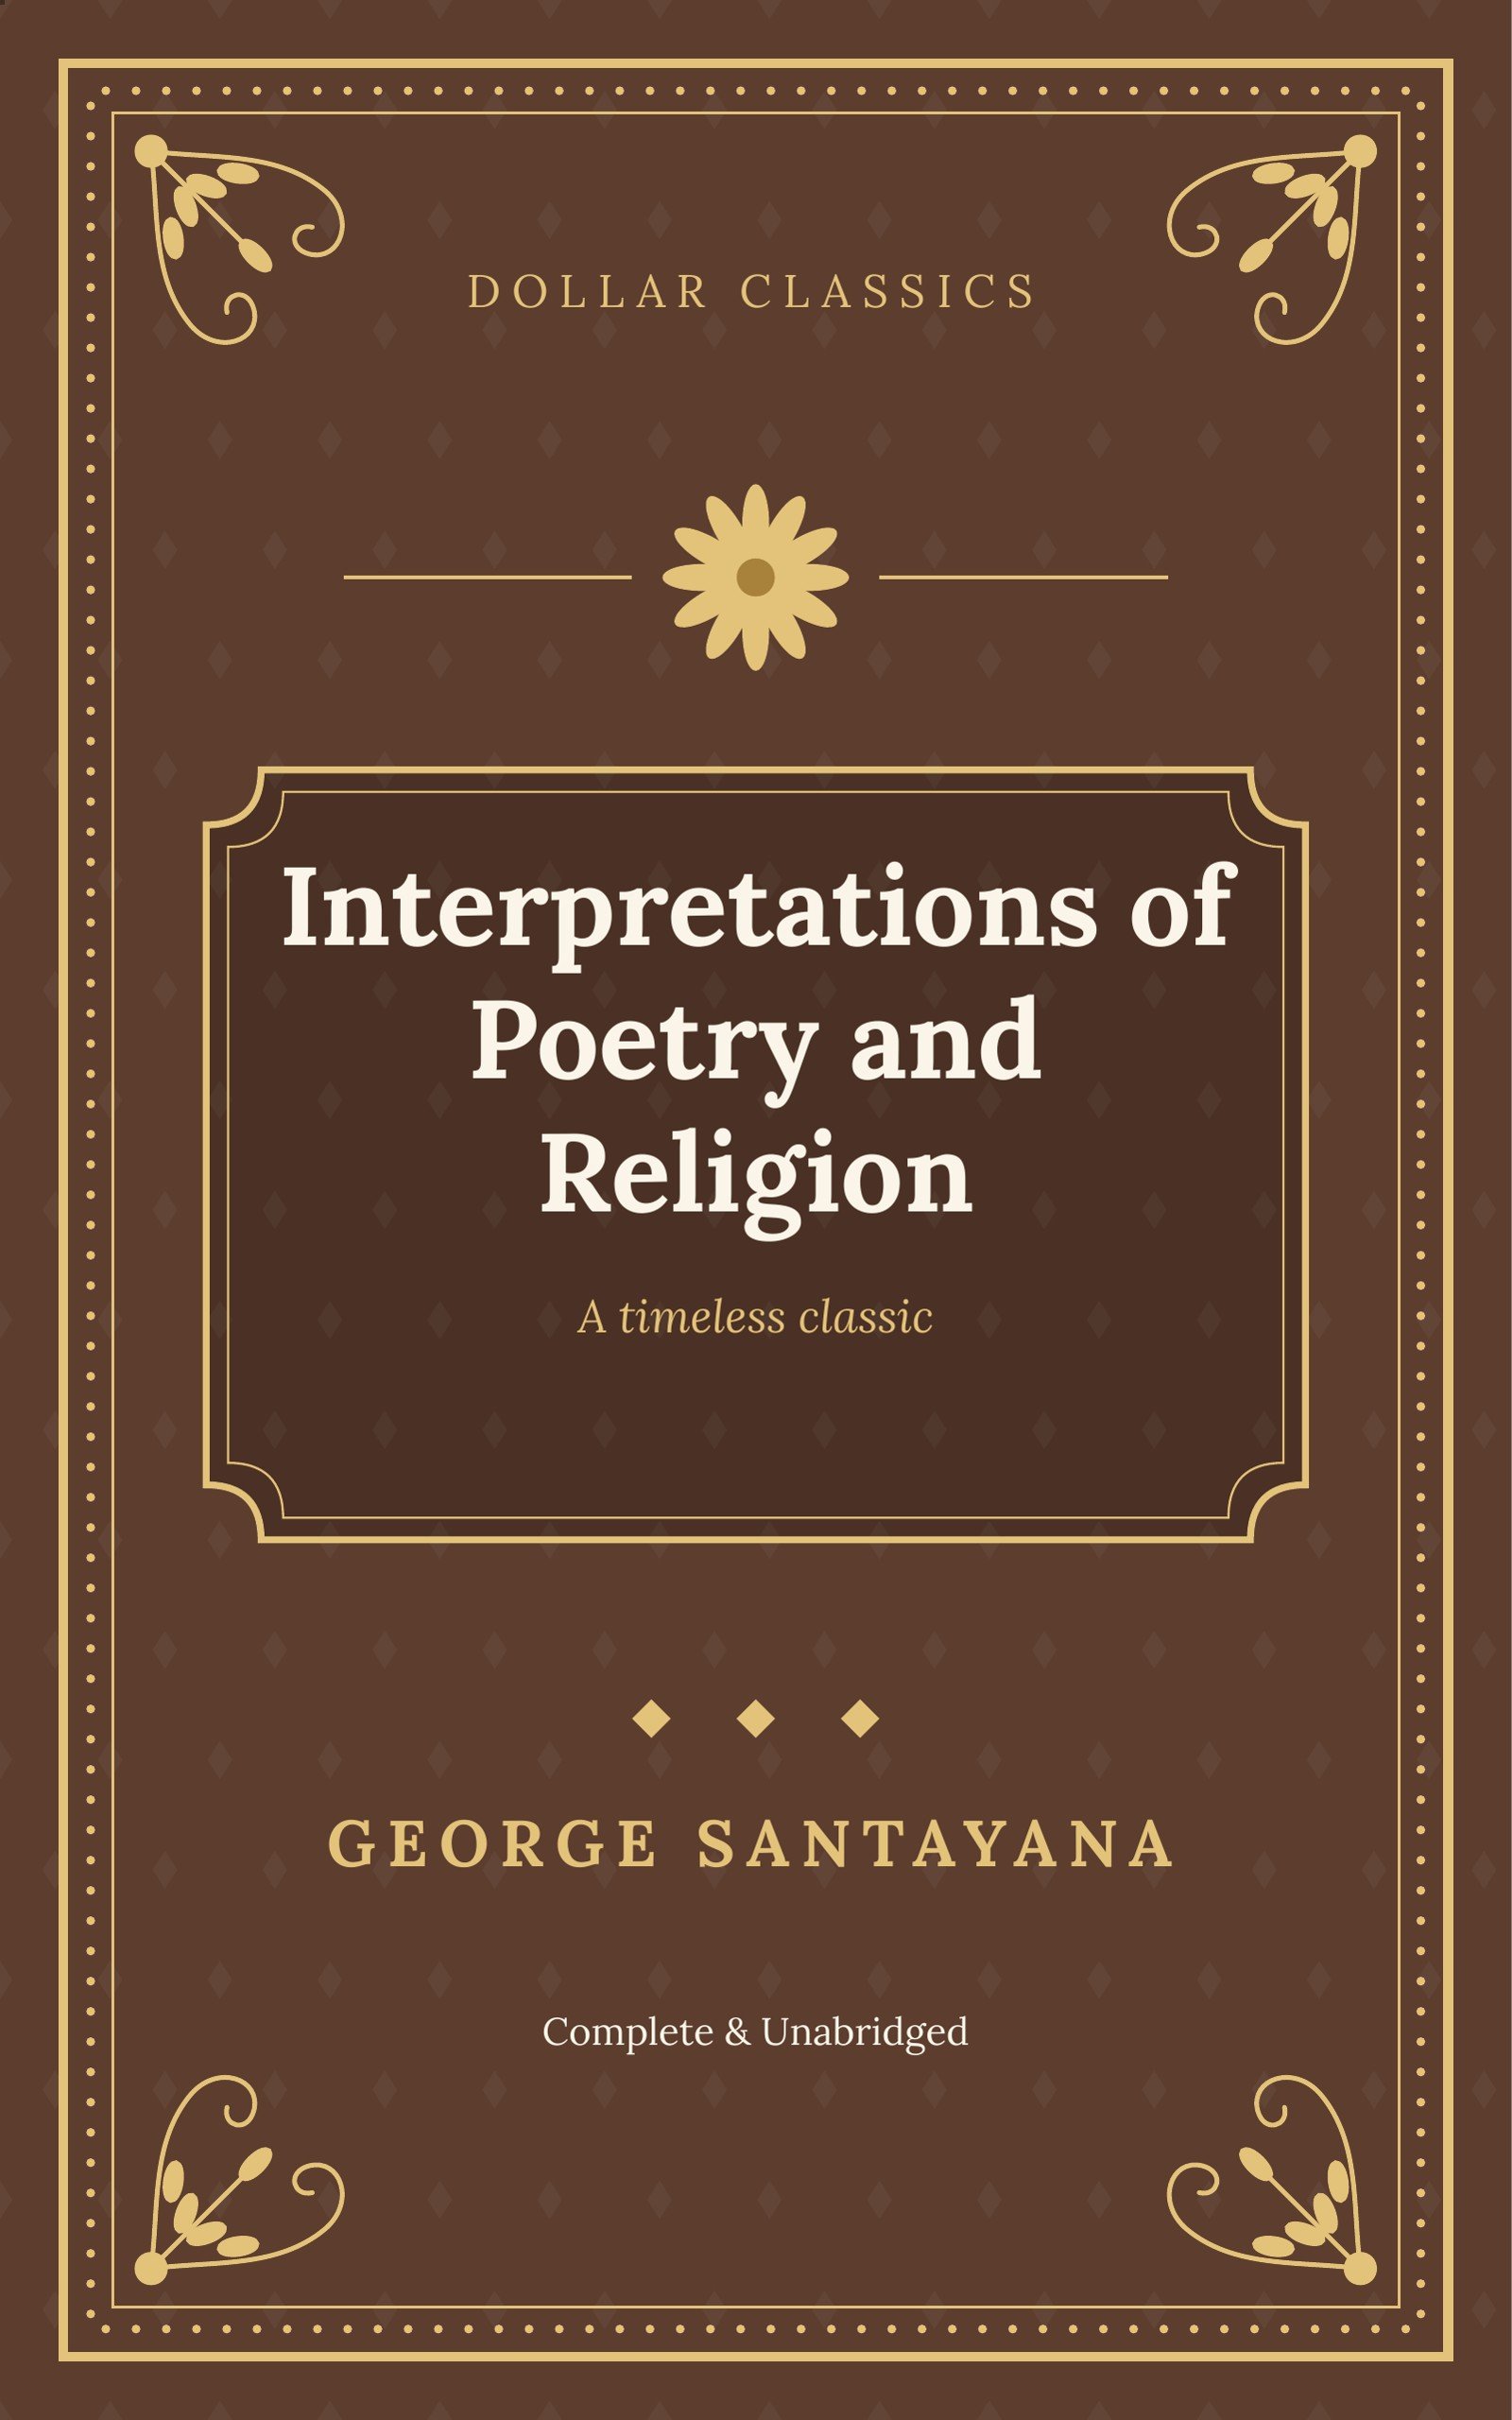 DOLLAR CLASSICS
Interpretations of
Poetry and
Religion
A timeless classic
GEORGE SANTAYANA
Complete & Unabridged